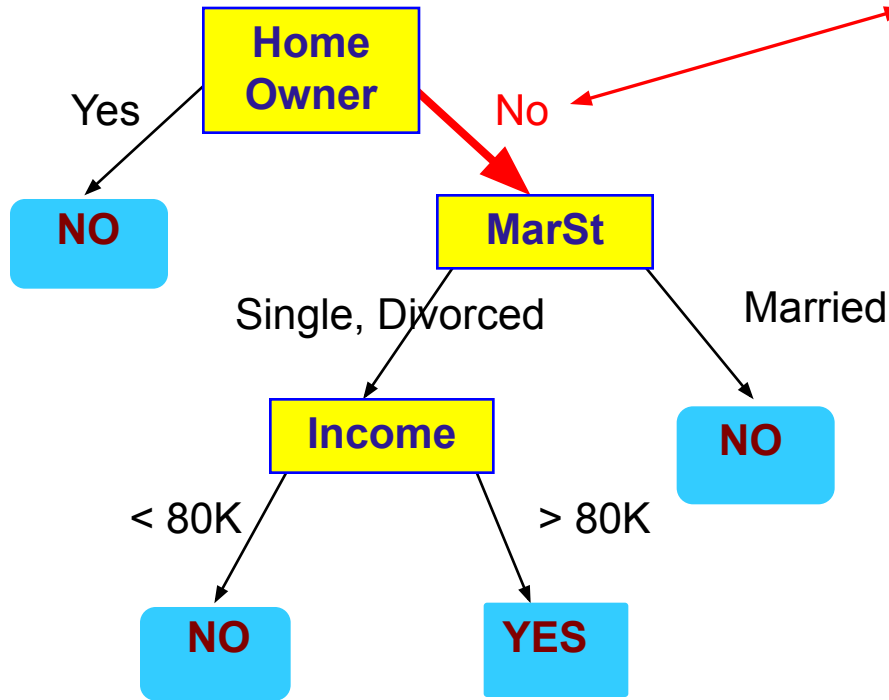 Home
Owner
Yes
No
NO
MarSt
Single, Divorced
Married
Income
NO
< 80K
> 80K
NO
YES